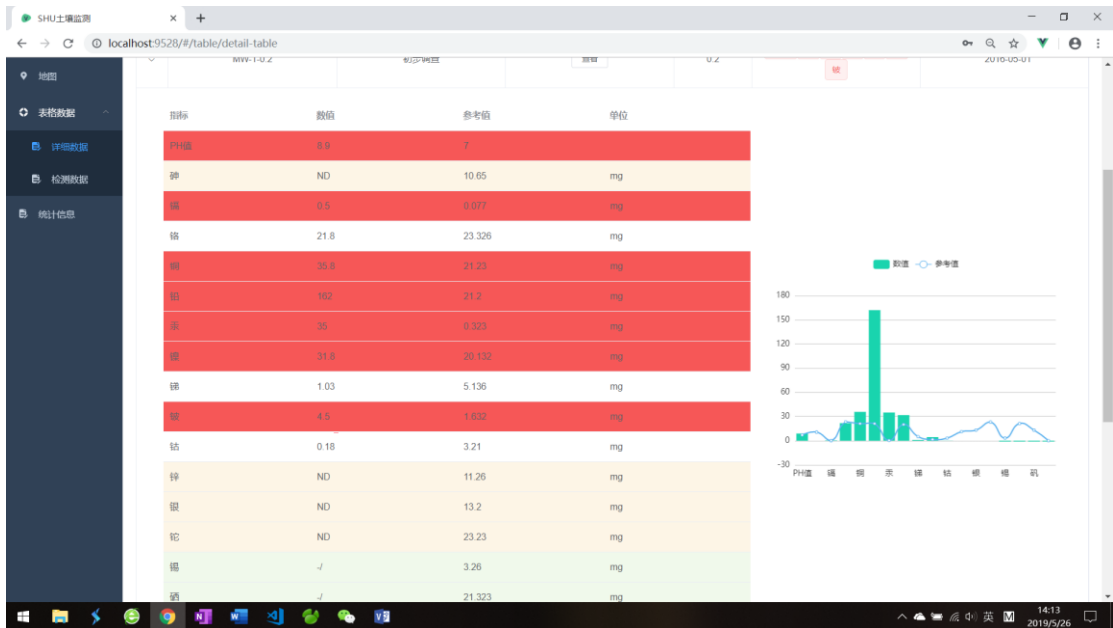 SHU土壤监测
localhost:9528/#/table/detail-table
MW-1-0.2 初步调查 查看 0.2 2016-05-01
铍
地图
表格数据
详细数据
检测数据
统计信息
指标 数值 参考值 单位
PH值 8.9 7
砷 ND 10.65 mg
镉 0.5 0.077 mg
铬 21.8 23.326 mg
铜 35.8 21.23 mg
铅 162 21.2 mg
汞 35 0.323 mg
镍 31.8 20.132 mg
锑 1.03 5.136 mg
铍 4.5 1.632 mg
钴 0.18 3.21 mg
锌 ND 11.26 mg
银 ND 13.2 mg
铊 ND 23.23 mg
锡 -/ 3.26 mg
硒 -/ 21.323 mg
数值 参考值
180
150
120
90
60
30
0
-30
PH值 镉 铜 汞 锑 钴 银 锡 钒
英 M 14:13
2019/5/26